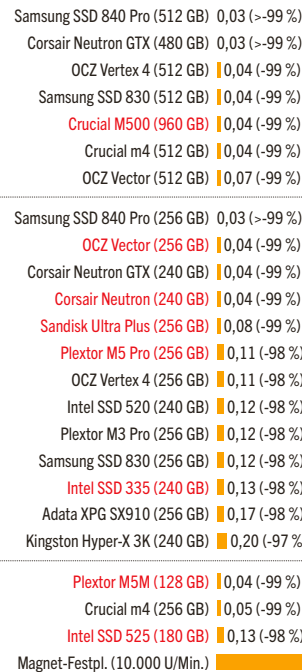 Samsung SSD 840 Pro (512 GB) 0,03 (>-99 %)
Corsair Neutron GTX (480 GB) 0,03 (>-99 %)
OCZ Vertex 4 (512 GB) 0,04 (-99 %)
Samsung SSD 830 (512 GB) 0,04 (-99 %)
Crucial M500 (960 GB) 0,04 (-99 %)
Crucial m4 (512 GB) 0,04 (-99 %)
OCZ Vector (512 GB) 0,07 (-99 %)
Samsung SSD 840 Pro (256 GB) 0,03 (>-99 %)
OCZ Vector (256 GB) 0,04 (-99 %)
Corsair Neutron GTX (240 GB) 0,04 (-99 %)
Corsair Neutron (240 GB) 0,04 (-99 %)
Sandisk Ultra Plus (256 GB) 0,08 (-99 %)
Plextor M5 Pro (256 GB) 0,11 (-98 %)
OCZ Vertex 4 (256 GB) 0,11 (-98 %)
Intel SSD 520 (240 GB) 0,12 (-98 %)
Plextor M3 Pro (256 GB) 0,12 (-98 %)
Samsung SSD 830 (256 GB) 0,12 (-98 %)
Intel SSD 335 (240 GB) 0,13 (-98 %)
Adata XPG SX910 (256 GB) 0,17 (-98 %)
Kingston Hyper-X 3K (240 GB) 0,20 (-97 %
Plextor M5M (128 GB) 0,04 (-99 %)
Crucial m4 (256 GB) 0,05 (-99 %)
Intel SSD 525 (180 GB) 0,13 (-98 %)
Magnet-Festpl. (10.000 U/Min.)